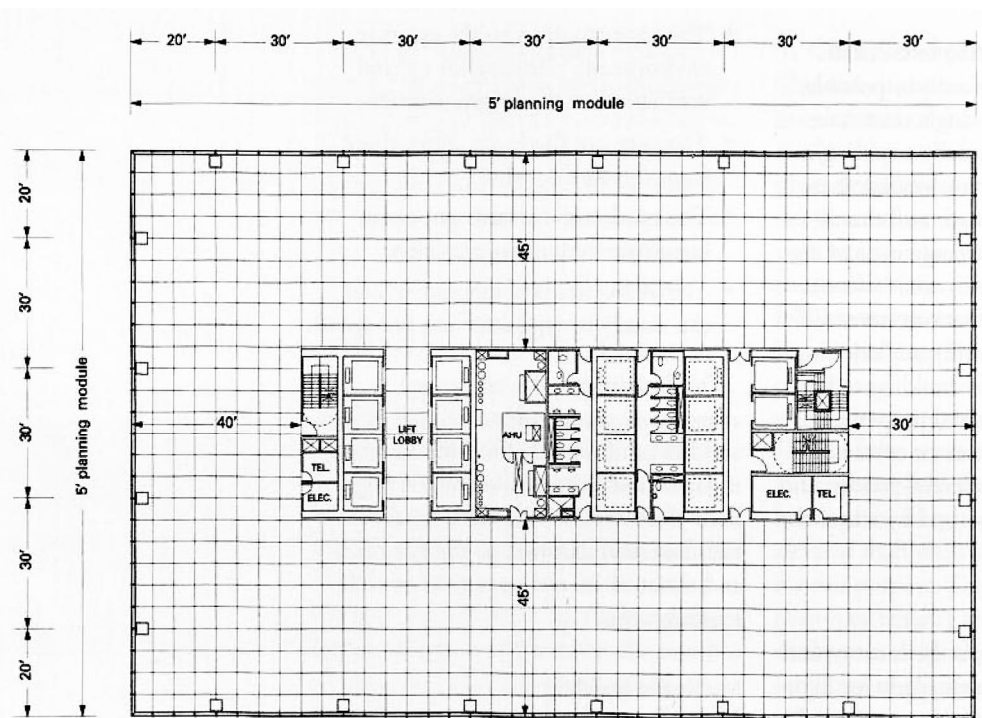 20' 30' 30' 30' 30' 30' 30'
5' planning module
20'
30'
30'
30'
20'
5' planning module
45'
40'
30'
LIFT
LOBBY
AHU
TEL.
ELEC.
ELEC. TEL.
45'